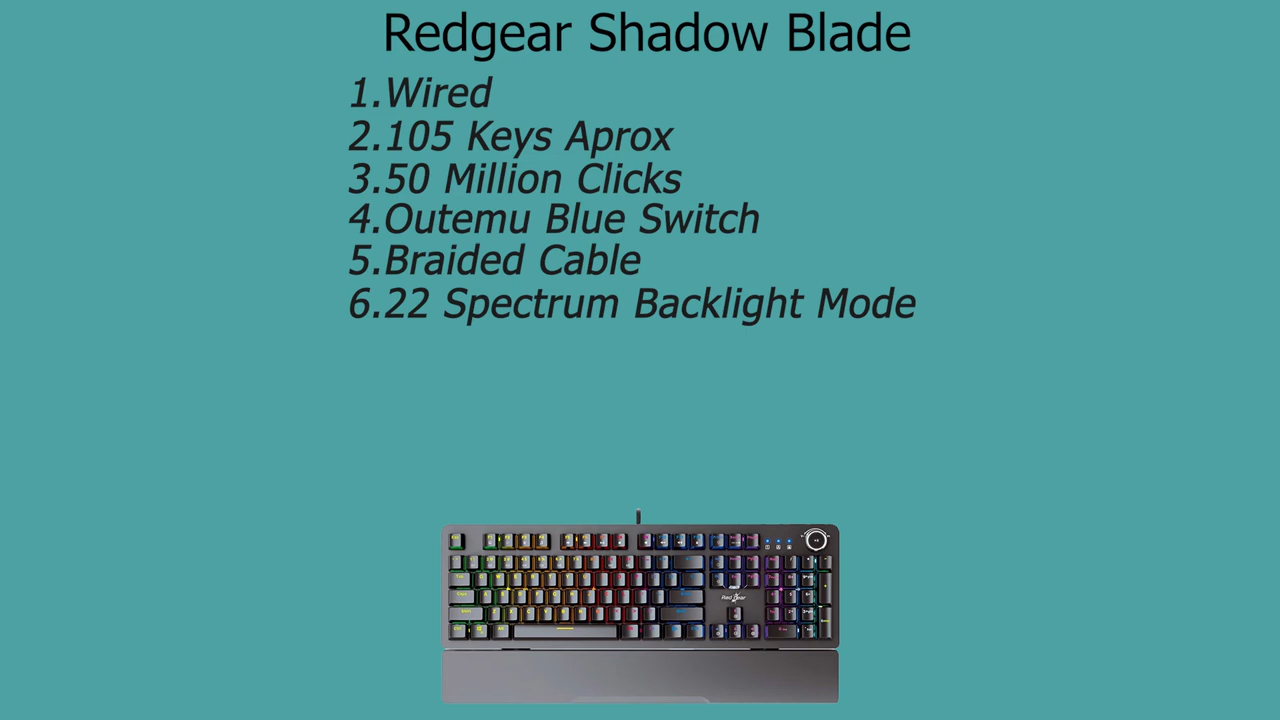 Redgear Shadow Blade
1.Wired
2.105 Keys Aprox
3.50 Million Clicks
4.Outemu Blue Switch
5.Braided Cable
6.22 Spectrum Backlight Mode
Redgear